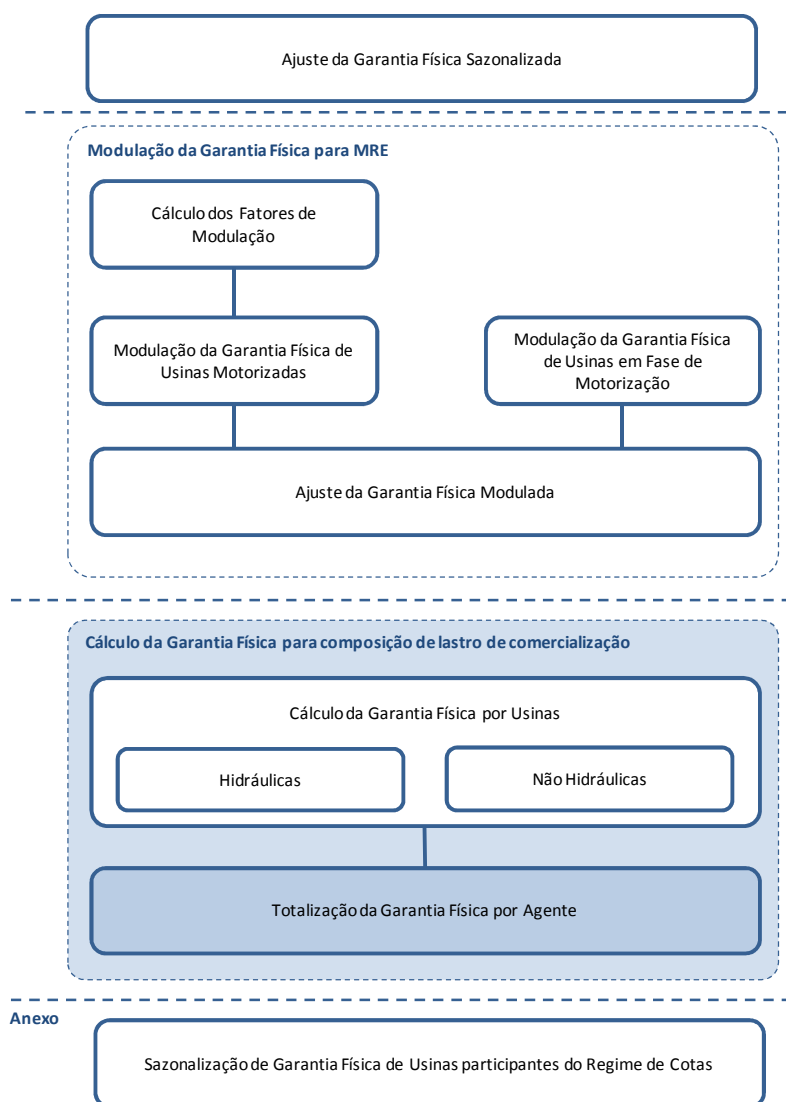 Ajuste da Garantia Física Sazonalizada
Modulação da Garantia Física para MRE
Cálculo dos Fatores de
Modulação
Modulação da Garantia Física de
Usinas Motorizadas
Modulação da Garantia Física
de Usinas em Fase de
Motorização
Ajuste da Garantia Física Modulada
Cálculo da Garantia Física para composição de lastro de comercialização
Cálculo da Garantia Física por Usinas
Hidráulicas
Não Hidráulicas
Totalização da Garantia Física por Agente
Anexo
Sazonalização de Garantia Física de Usinas participantes do Regime de Cotas